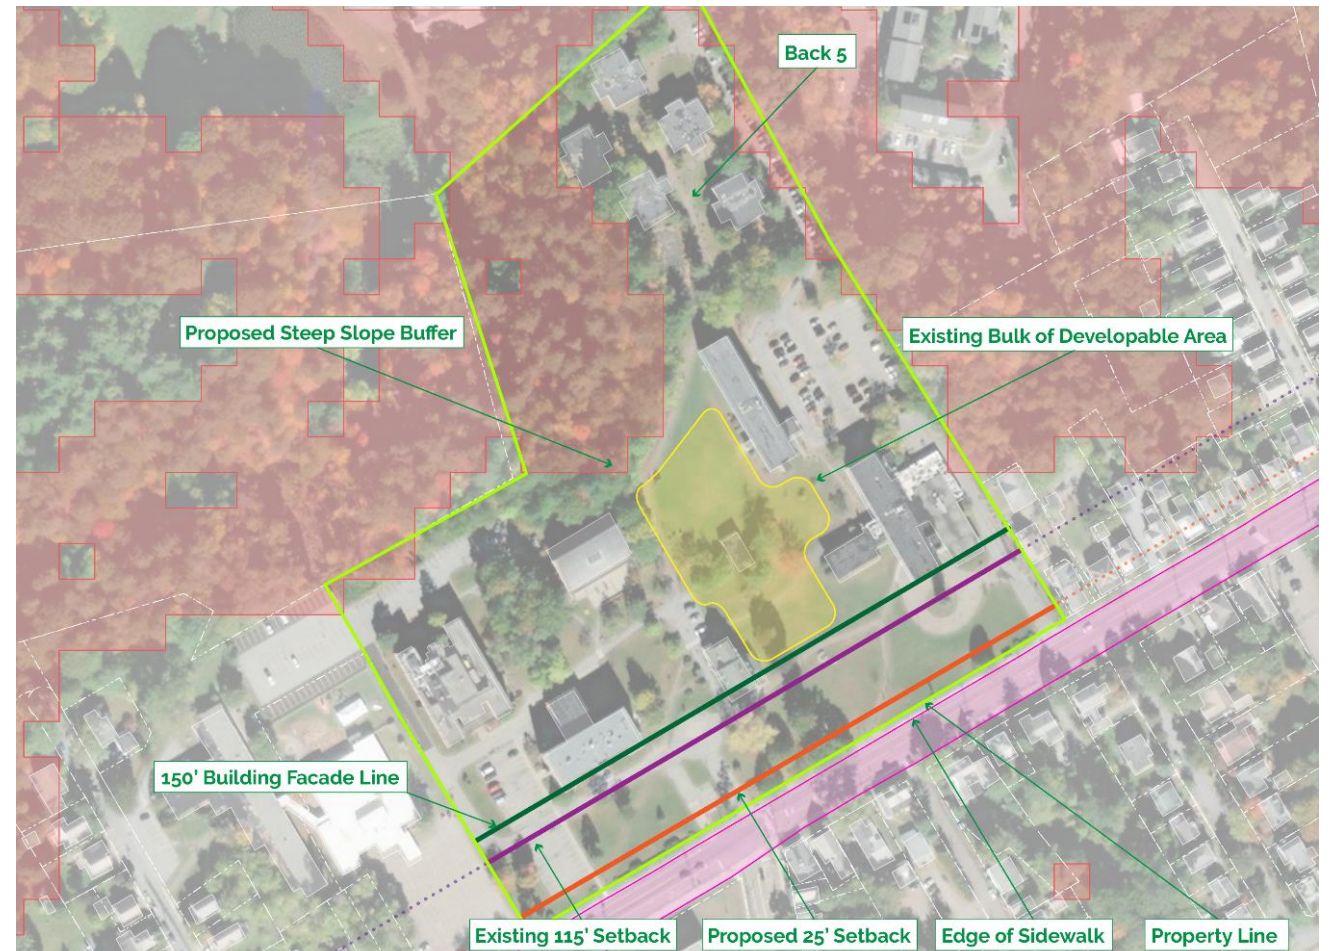 Back 5
Proposed Steep Slope Buffer
Existing Bulk of Developable Area
150' Building Facade Line
Existing 115' Setback
Proposed 25' Setback
Edge of Sidewalk
Property Line